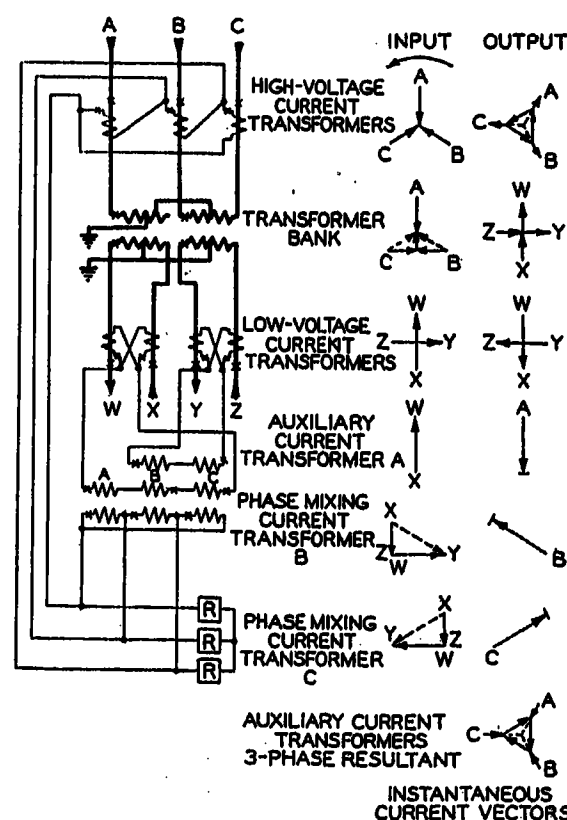 A B C
INPUT OUTPUT
HIGH-VOLTAGE
CURRENT
TRANSFORMERS
A
C B
A
C
B
TRANSFORMER
BANK
A
C B
W
Z Y
X
LOW-VOLTAGE
CURRENT
TRANSFORMERS
W
Z Y
X
W
Z Y
X
W X Y Z
AUXILIARY
CURRENT
TRANSFORMER A
W
X
A
B C
A
PHASE MIXING
CURRENT
TRANSFORMER
B
X
Z Y
W
B
R
R
R
PHASE MIXING
CURRENT
TRANSFORMER
C
X
Y Z
W
C
AUXILIARY CURRENT
TRANSFORMERS
3-PHASE RESULTANT
A
C
B
INSTANTANEOUS
CURRENT VECTORS